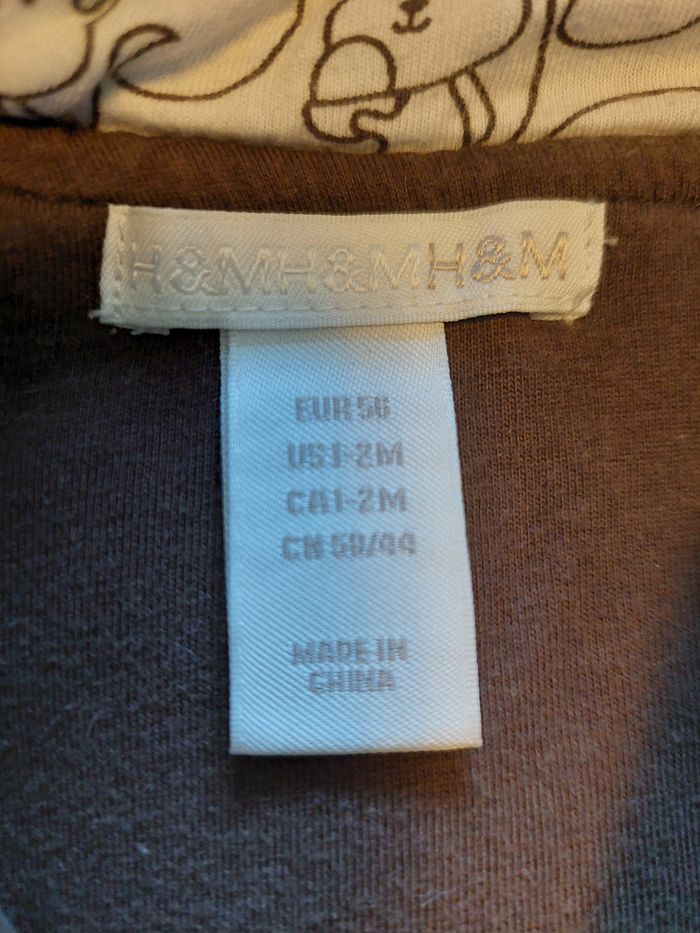 H&MH&MH&M
EUR 56
US 1-2M
CA 1-2M
CN 59/44
MADE IN
CHINA